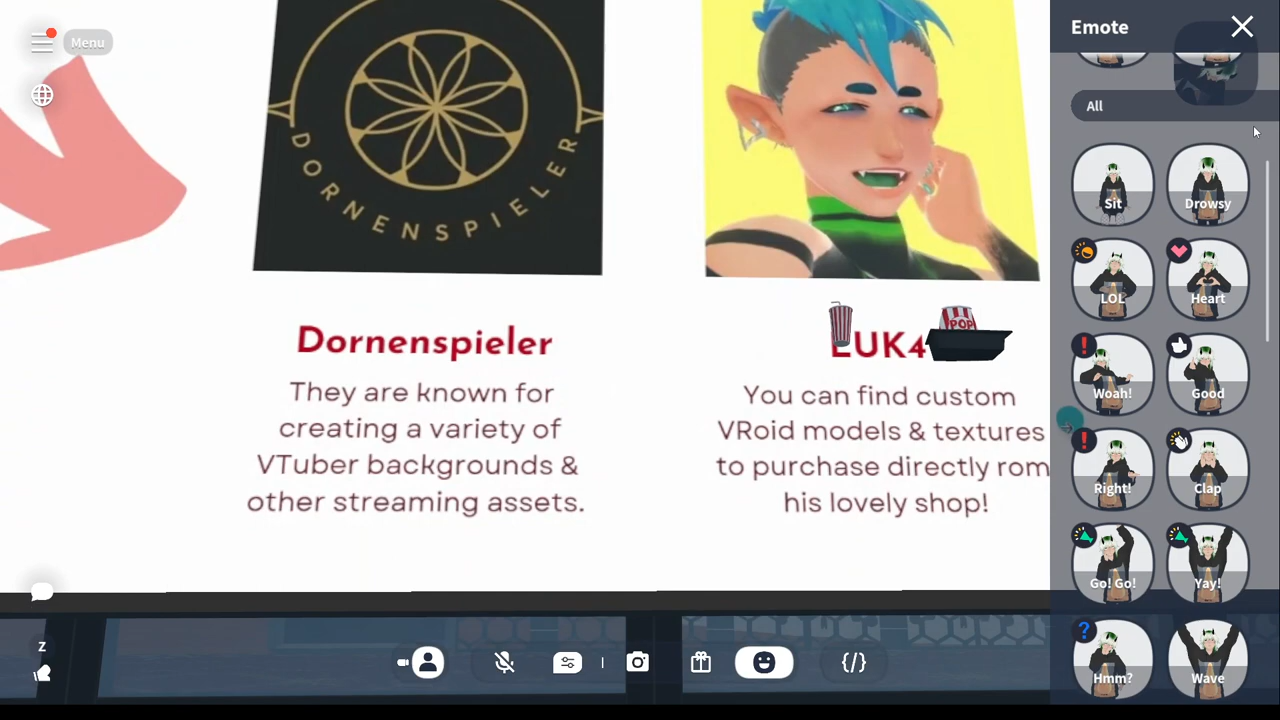 Menu
Emote
All
DORNENSPIELER
Sit
Drowsy
LOL
Heart
Dornenspieler
LUK4
POP
They are known for
creating a variety of
VTuber backgrounds &
other streaming assets.
You can find custom
VRoid models & textures
to purchase directly rom
his lovely shop!
Woah!
Good
Right!
Clap
Go! Go!
Yay!
Hmm?
Wave
Z
{/}